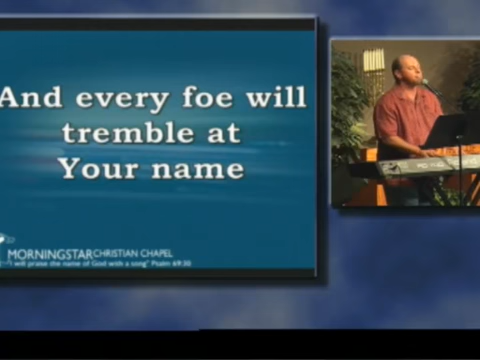 And every foe will
tremble at
Your name
MORNINGSTAR CHRISTIAN CHAPEL
"I will praise the name of God with a song" Psalm 69:30